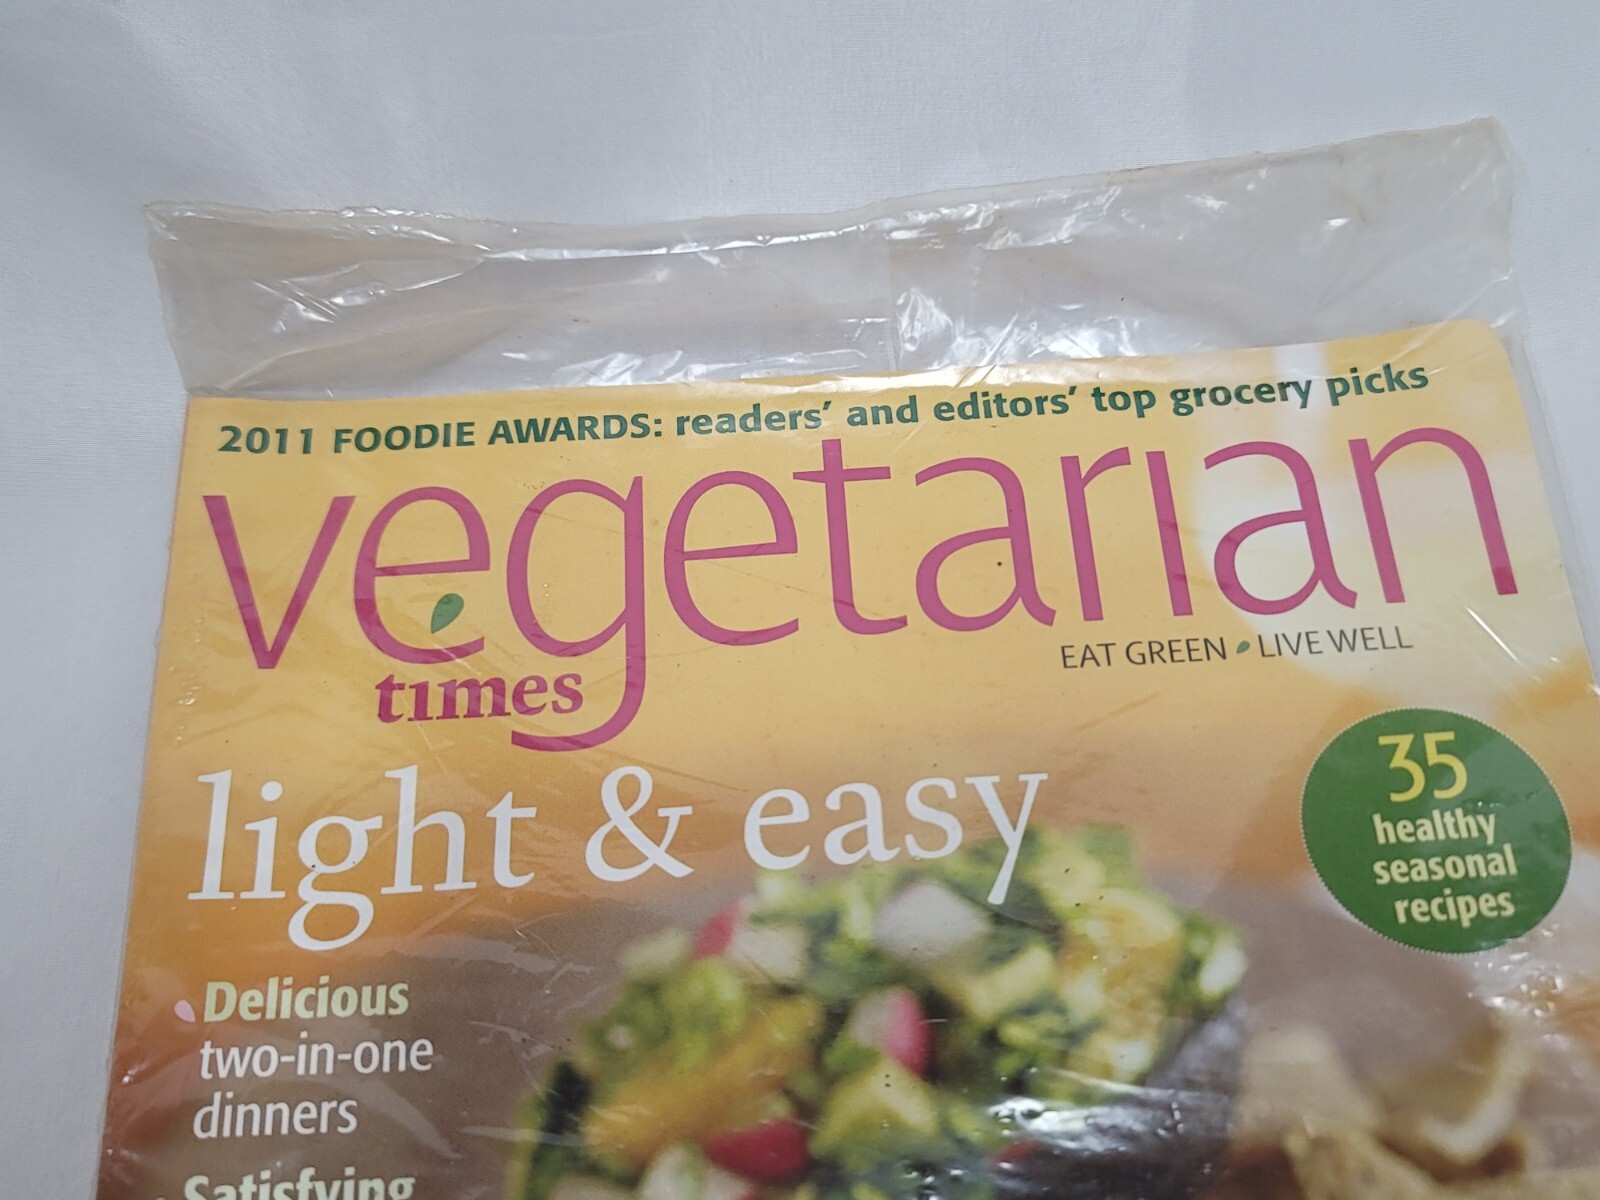 2011 FOODIE AWARDS: readers’ and editors’ top grocery picks
vegetarian
times
EAT GREEN LIVE WELL
light & easy
35
healthy
seasonal
recipes
Delicious
two-in-one
dinners
Satisfying